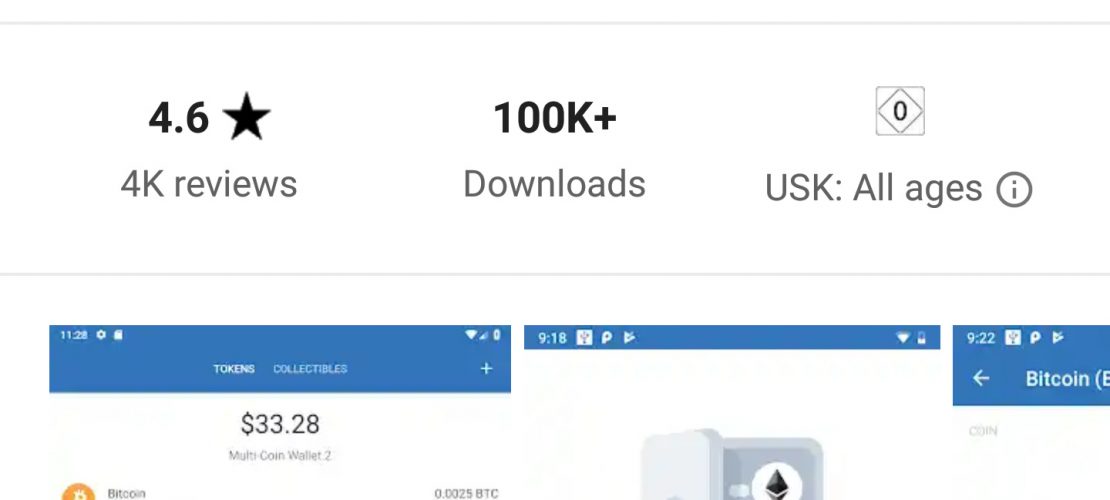 4.6 ★ 100K+ 0
4K reviews Downloads USK: All ages
11:28
TOKENS COLLECTIBLES +
$33.28
Multi-Coin Wallet 2
Bitcoin 0.0025 BTC
9:18
9:22
Bitcoin (
COIN